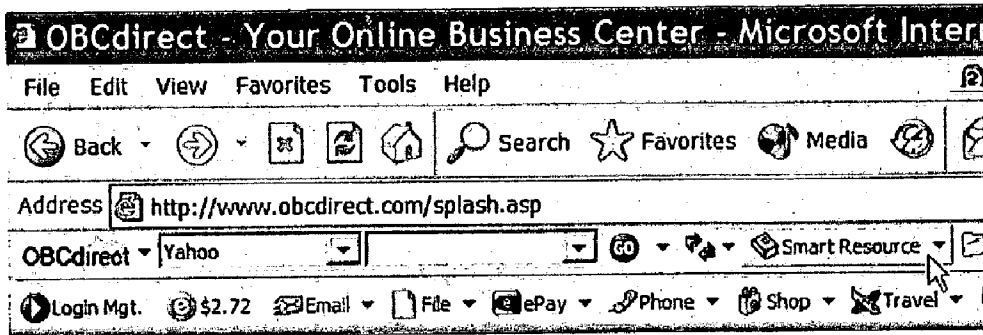 OBCdirect - Your Online Business Center - Microsoft Inter
File Edit View Favorites Tools Help
Back Search Favorites Media
Address http://www.obcdirect.com/splash.asp
OBCdirect Yahoo GO Smart Resource
Login Mgt. $2.72 Email File ePay Phone Shop Travel